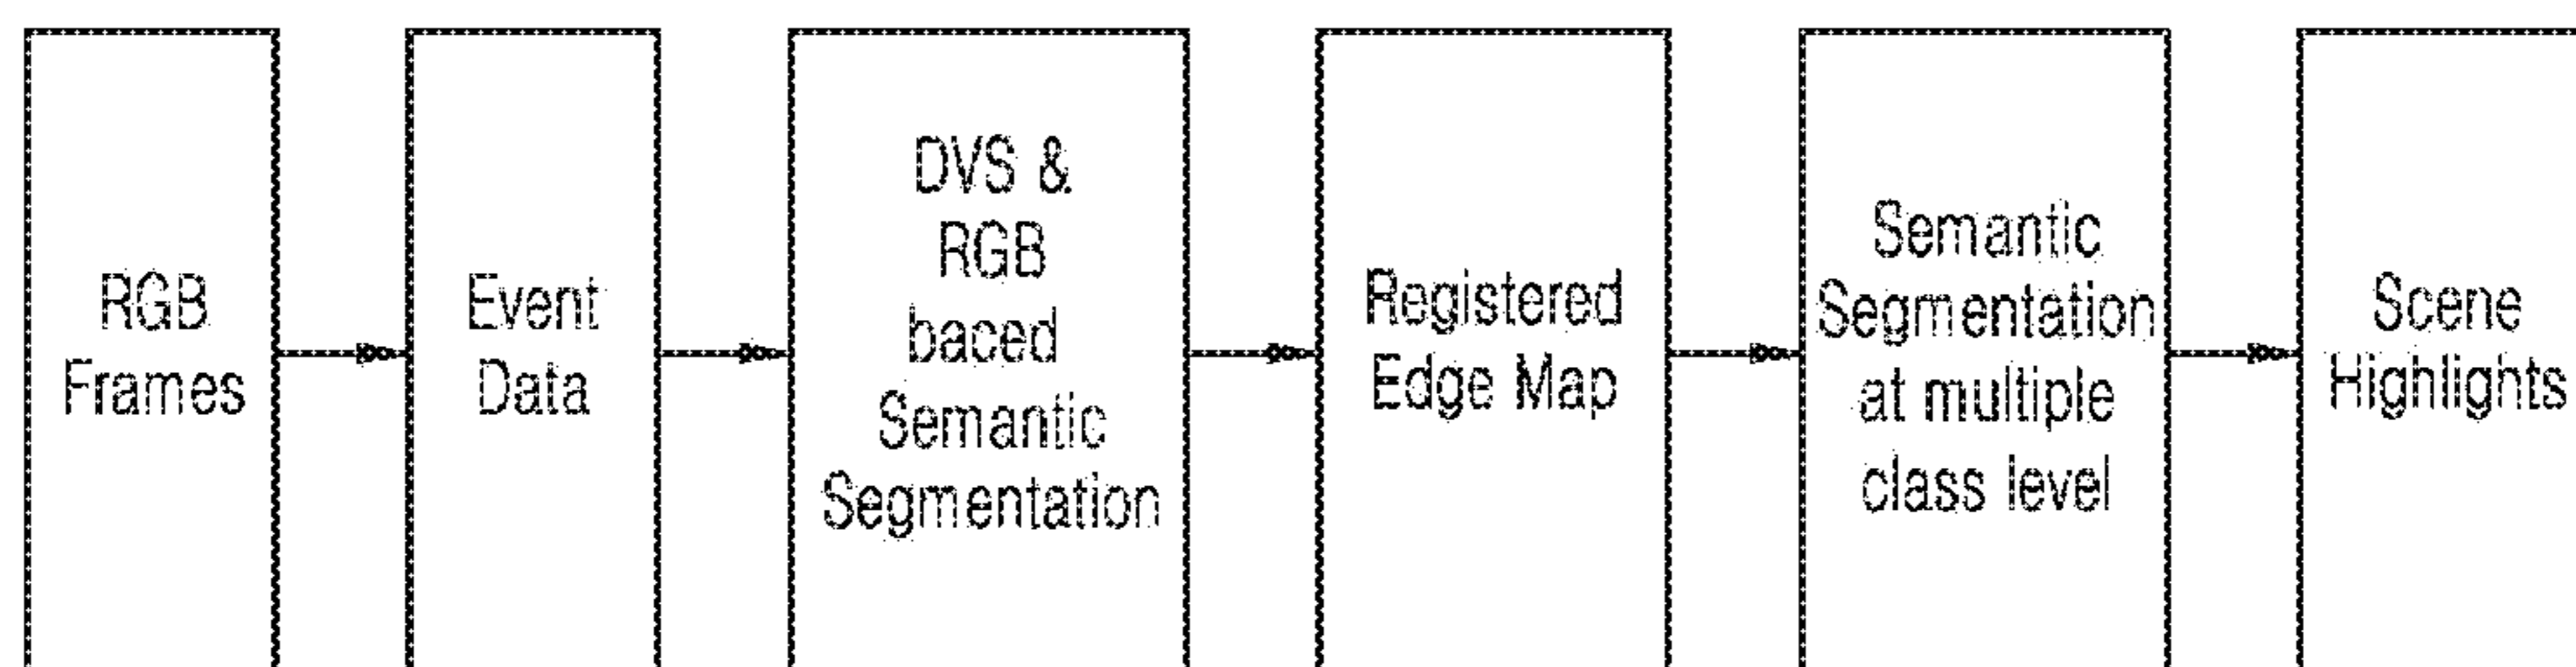 RGB
Frames
Event
Data
DVS &
RGB
baced
Semantic
Segmentation
Registered
Edge Map
Semantic
Segmentation
at multiple
class level
Scene
Highlights